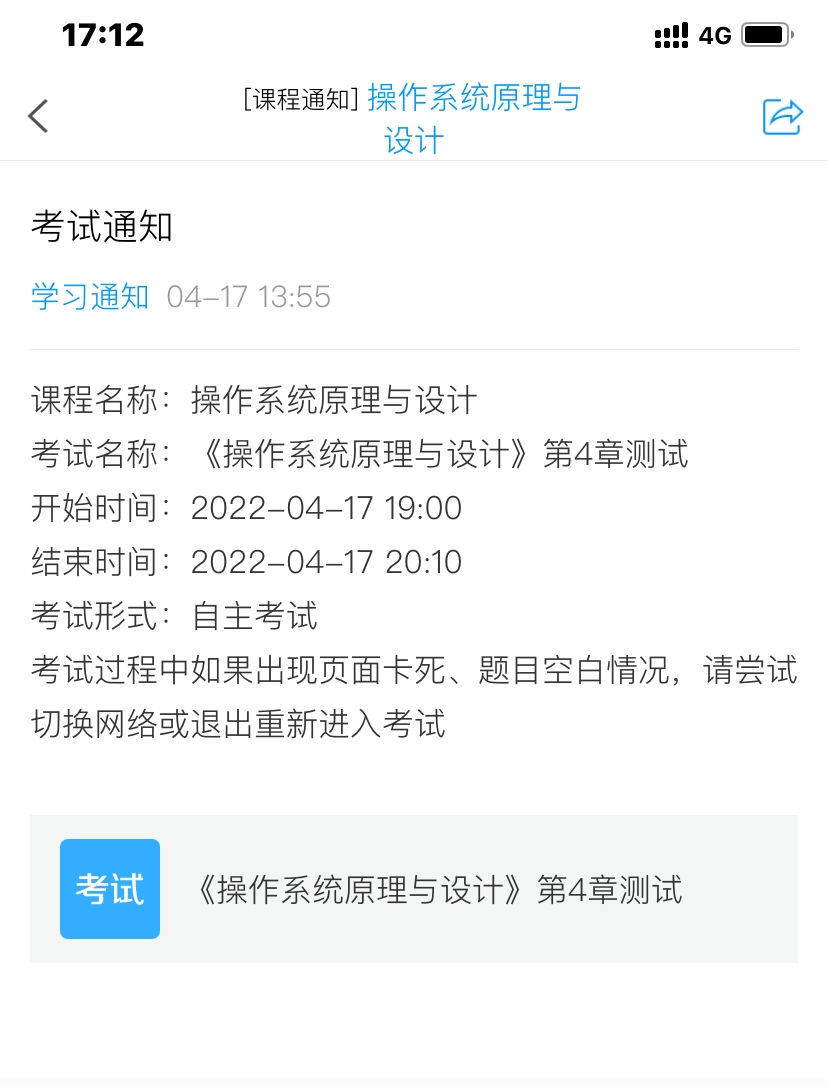 17:12
4G
[课程通知] 操作系统原理与
设计
考试通知
学习通知 04-17 13:55
课程名称：操作系统原理与设计
考试名称：《操作系统原理与设计》第4章测试
开始时间：2022-04-17 19:00
结束时间：2022-04-17 20:10
考试形式：自主考试
考试过程中如果出现页面卡死、题目空白情况，请尝试
切换网络或退出重新进入考试
考试
《操作系统原理与设计》第4章测试